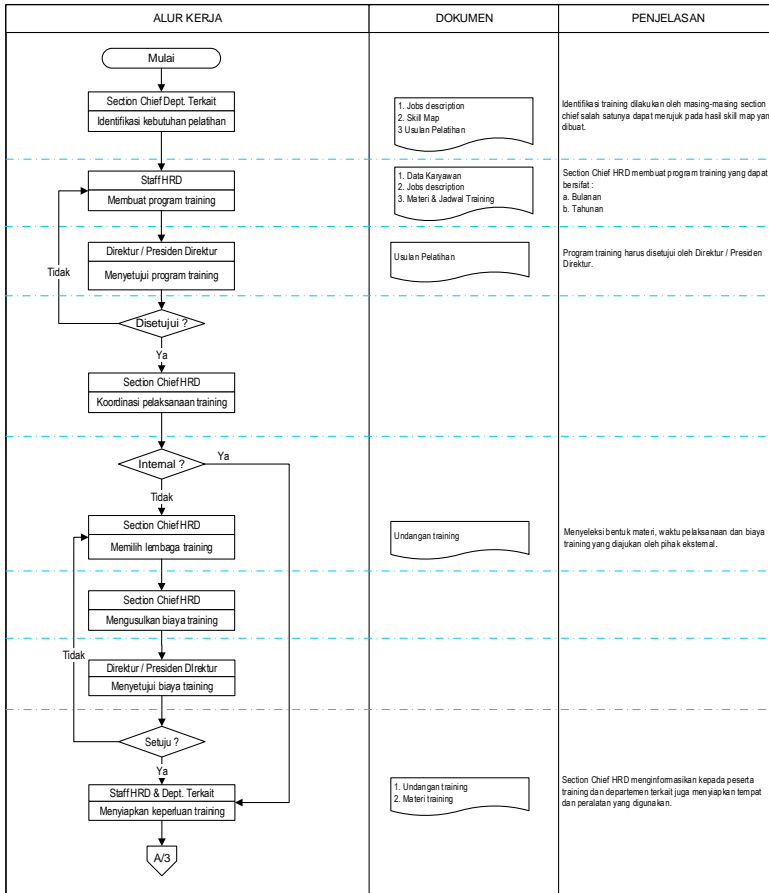 ALUR KERJA
DOKUMEN
PENJELASAN
Mulai
Section Chief Dept. Terkait
Identifikasi kebutuhan pelatihan
1. Jobs description
2. Skill Map
3 Usulan Pelatihan
Identifikasi training dilakukan oleh masing-masing section
chief salah satunya dapat merujuk pada hasil skill map yan
dibuat.
Staff HRD
Membuat program training
1. Data Karyawan
2. Jobs description
3. Materi & Jadwal Training
Section Chief HRD membuat program training yang dapat
bersifat :
a. Bulanan
b. Tahunan
Direktur / Presiden Direktur
Menyetujui program training
Usulan Pelatihan
Program training harus disetujui oleh Direktur / Presiden
Direktur.
Tidak
Disetujui ?
Ya
Section Chief HRD
Koordinasi pelaksanaan training
Internal ?
Ya
Tidak
Section Chief HRD
Memilih lembaga training
Undangan training
Menyeleksi bentuk materi, waktu pelaksanaan dan biaya
training yang diajukan oleh pihak eksternal.
Section Chief HRD
Mengusulkan biaya training
Tidak
Direktur / Presiden DIrektur
Menyetujui biaya training
Setuju ?
Ya
Staff HRD & Dept. Terkait
Menyiapkan keperluan training
1. Undangan training
2. Materi training
Section Chief HRD menginformasikan kepada peserta
training dan departemen terkait juga menyiapkan tempat
dan peralatan yang digunakan.
A/3